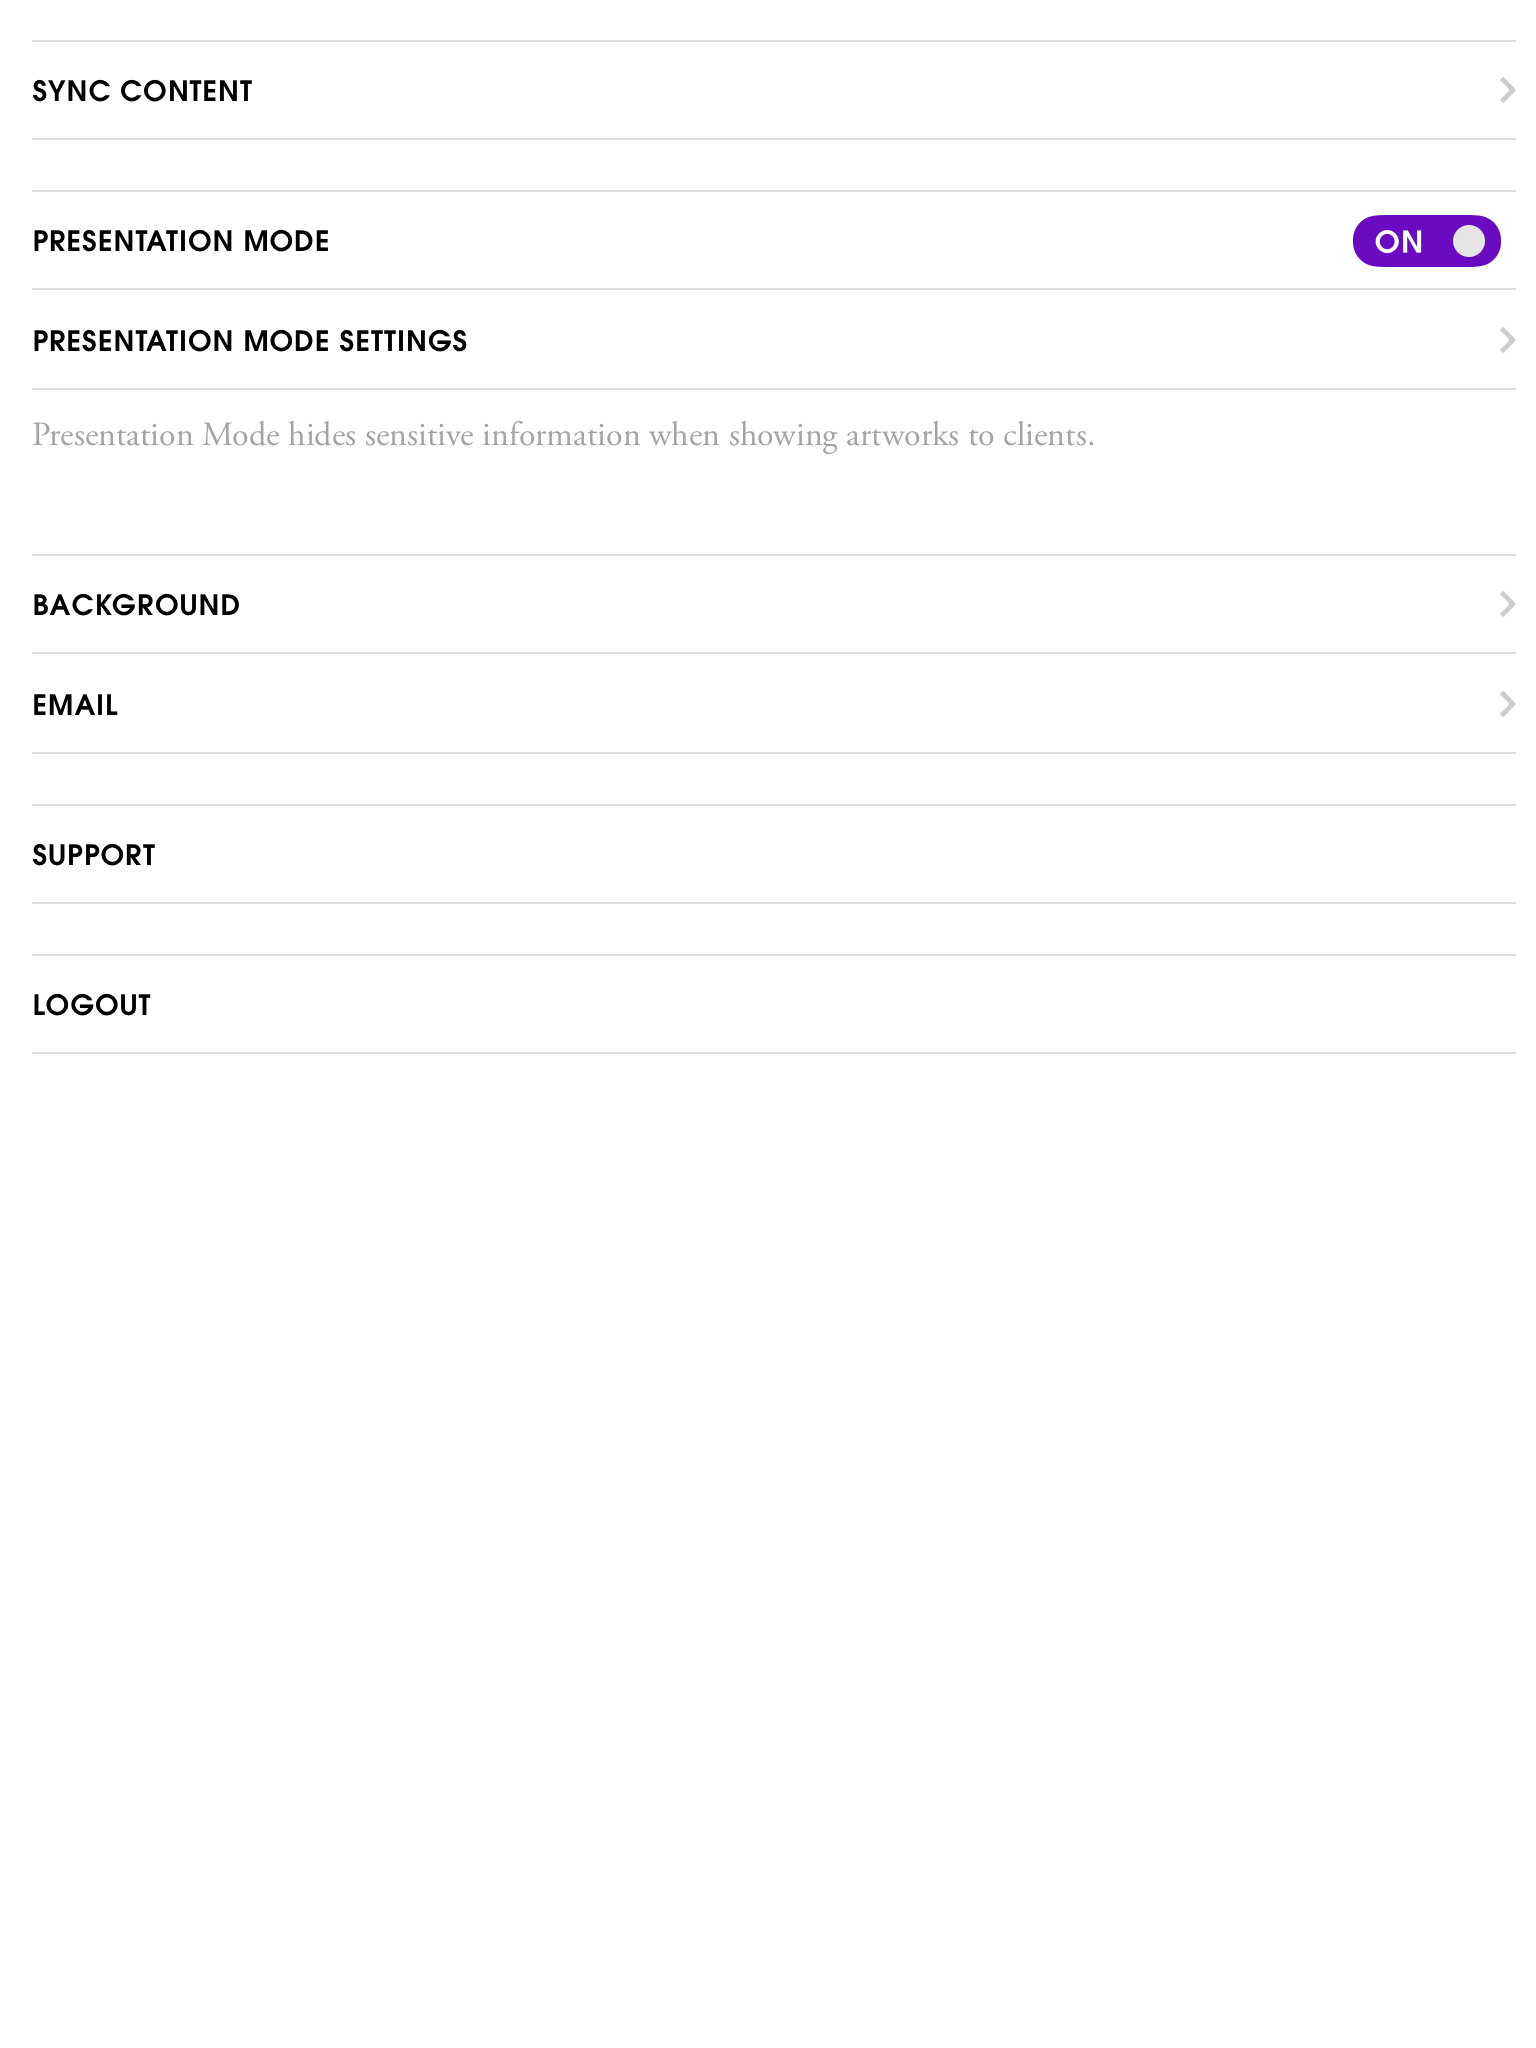 SYNC CONTENT
PRESENTATION MODE ON
PRESENTATION MODE SETTINGS
Presentation Mode hides sensitive information when showing artworks to clients.
BACKGROUND
EMAIL
SUPPORT
LOGOUT